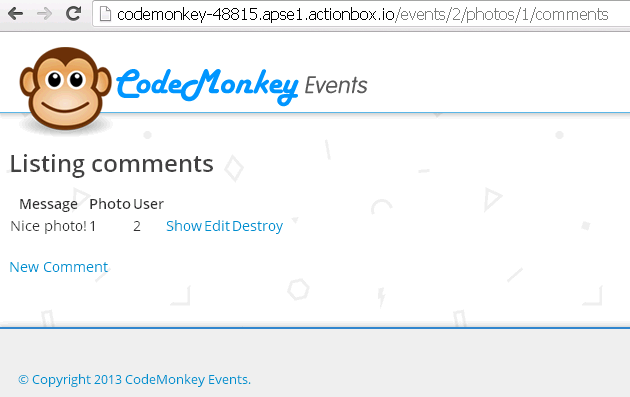 codemonkey-48815.apse1.actionbox.io/events/2/photos/1/comments
CodeMonkey Events
Listing comments
Message Photo User
Nice photo! 1 2 Show Edit Destroy
New Comment
© Copyright 2013 CodeMonkey Events.